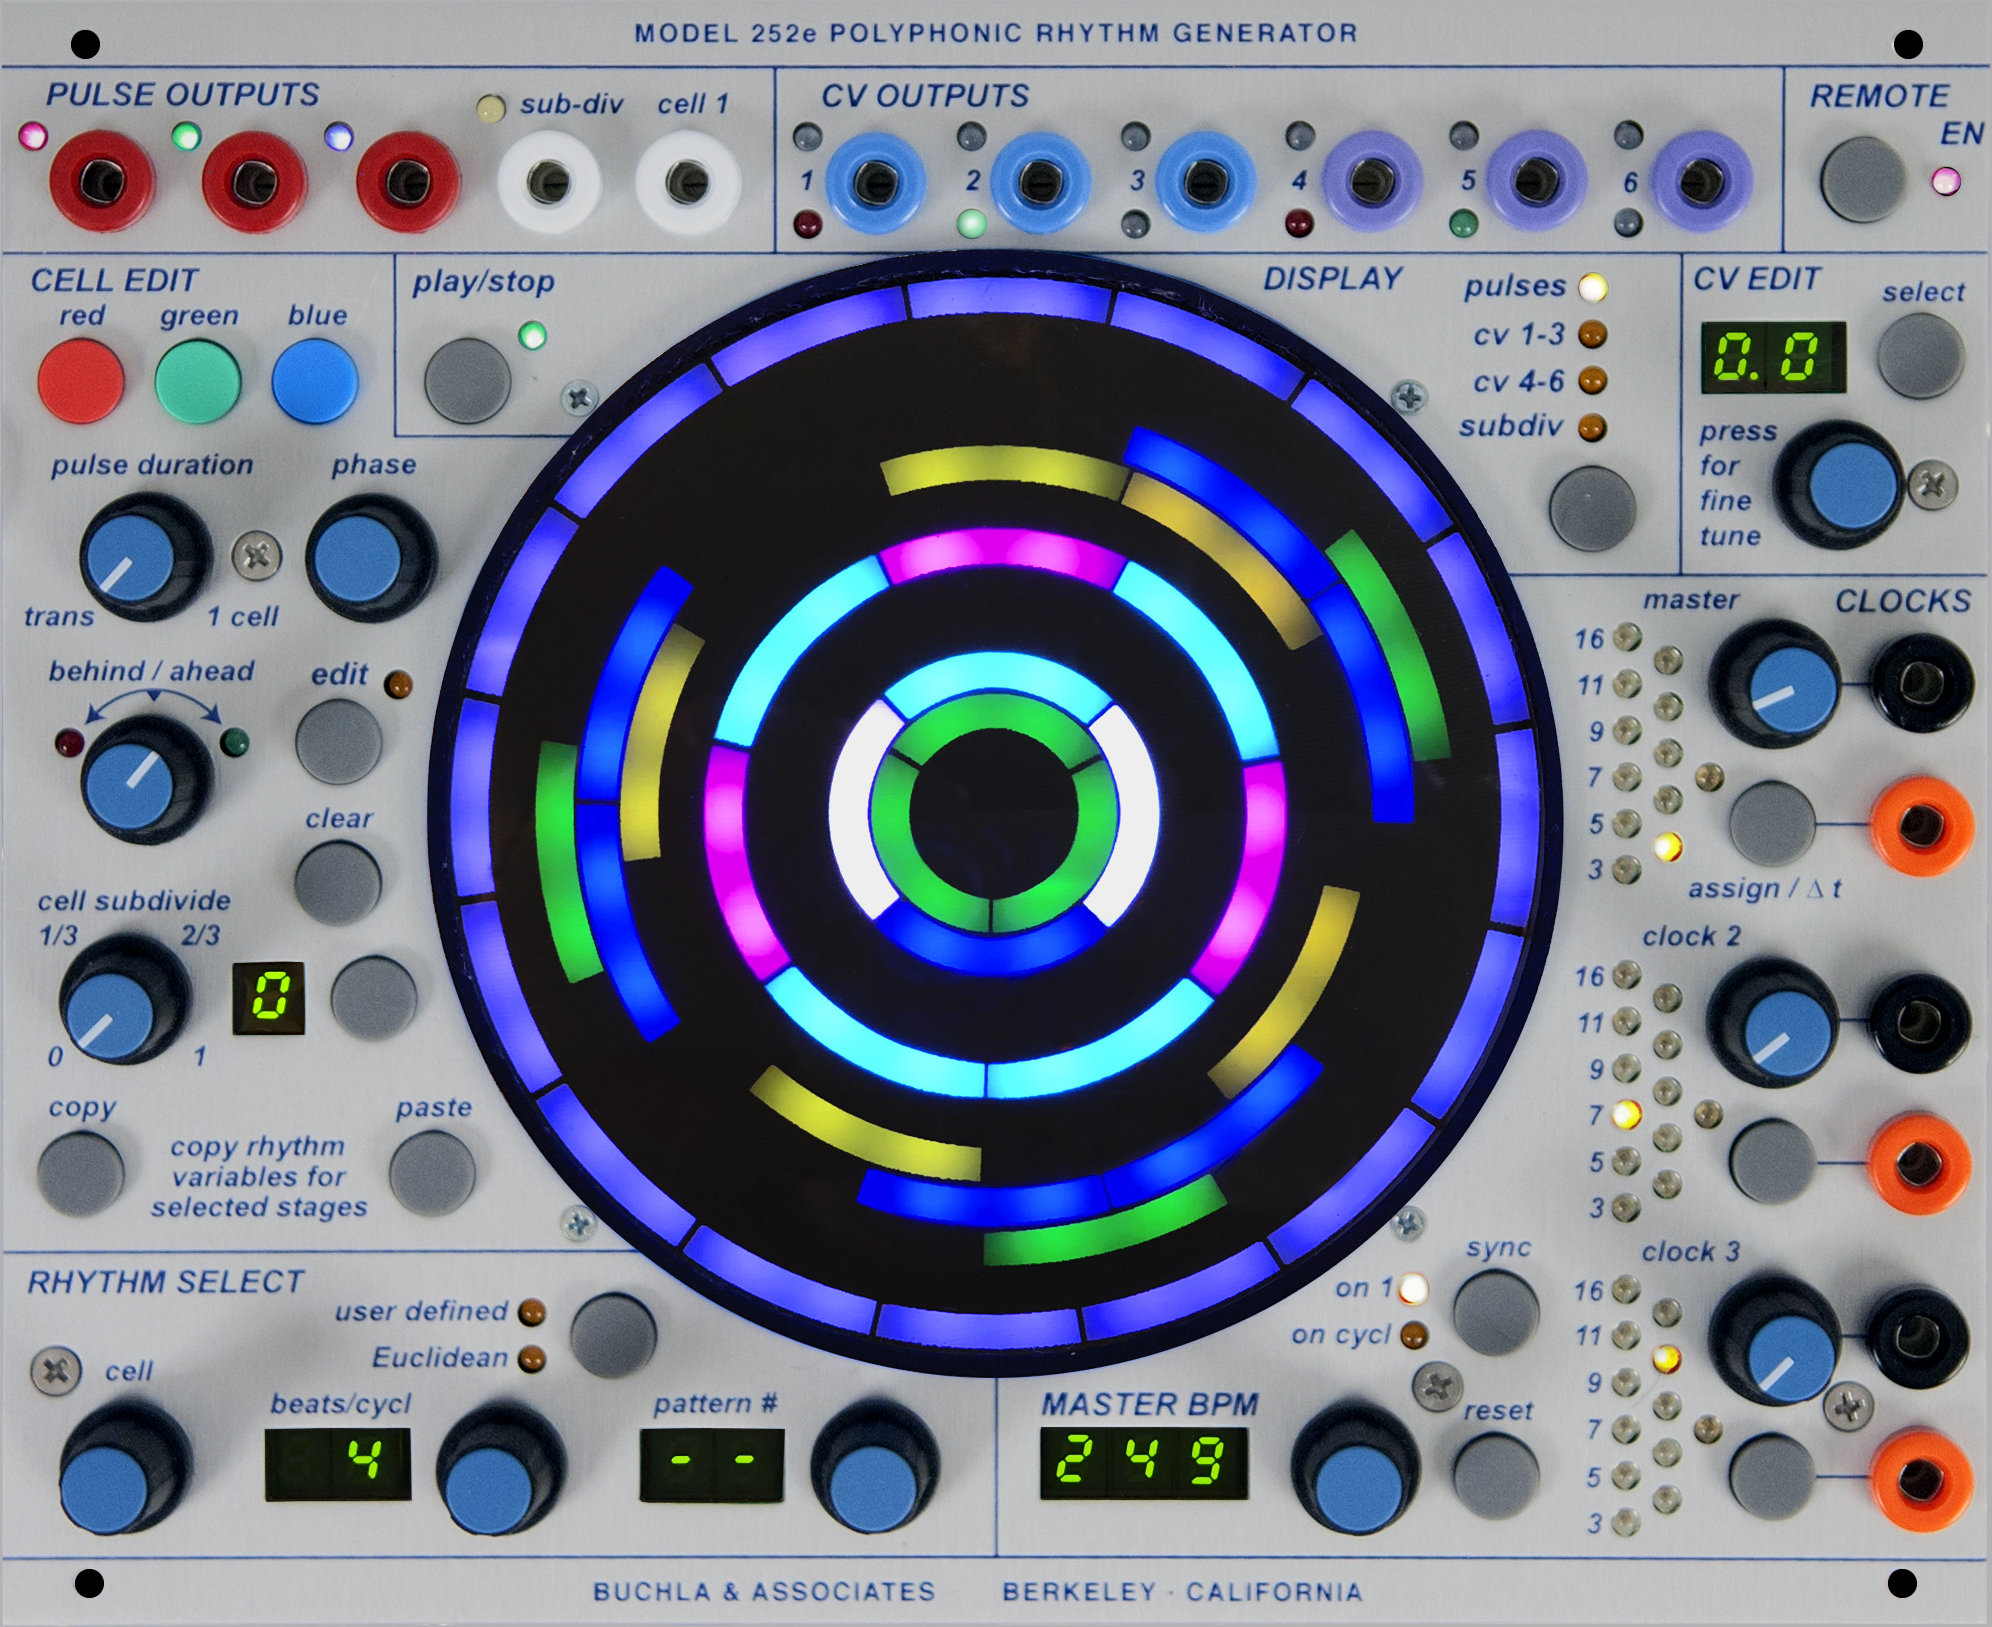 MODEL 252e POLYPHONIC RHYTHM GENERATOR
PULSE OUTPUTS
sub-div
cell 1
CV OUTPUTS
1
2
3
4
5
6
REMOTE
EN
CELL EDIT
red
green
blue
play/stop
DISPLAY
pulses
cv 1-3
cv 4-6
subdiv
CV EDIT
select
0.0
press
for
fine
tune
pulse duration
phase
trans
1 cell
behind / ahead
edit
clear
cell subdivide
1/3
2/3
0
0
1
copy
paste
copy rhythm
variables for
selected stages
master
CLOCKS
16
11
9
7
5
3
assign / Δ t
clock 2
16
11
9
7
5
3
clock 3
16
11
9
7
5
3
RHYTHM SELECT
user defined
Euclidean
cell
beats/cycl
4
pattern #
- -
sync
on 1
on cycl
MASTER BPM
249
reset
BUCHLA & ASSOCIATES BERKELEY · CALIFORNIA